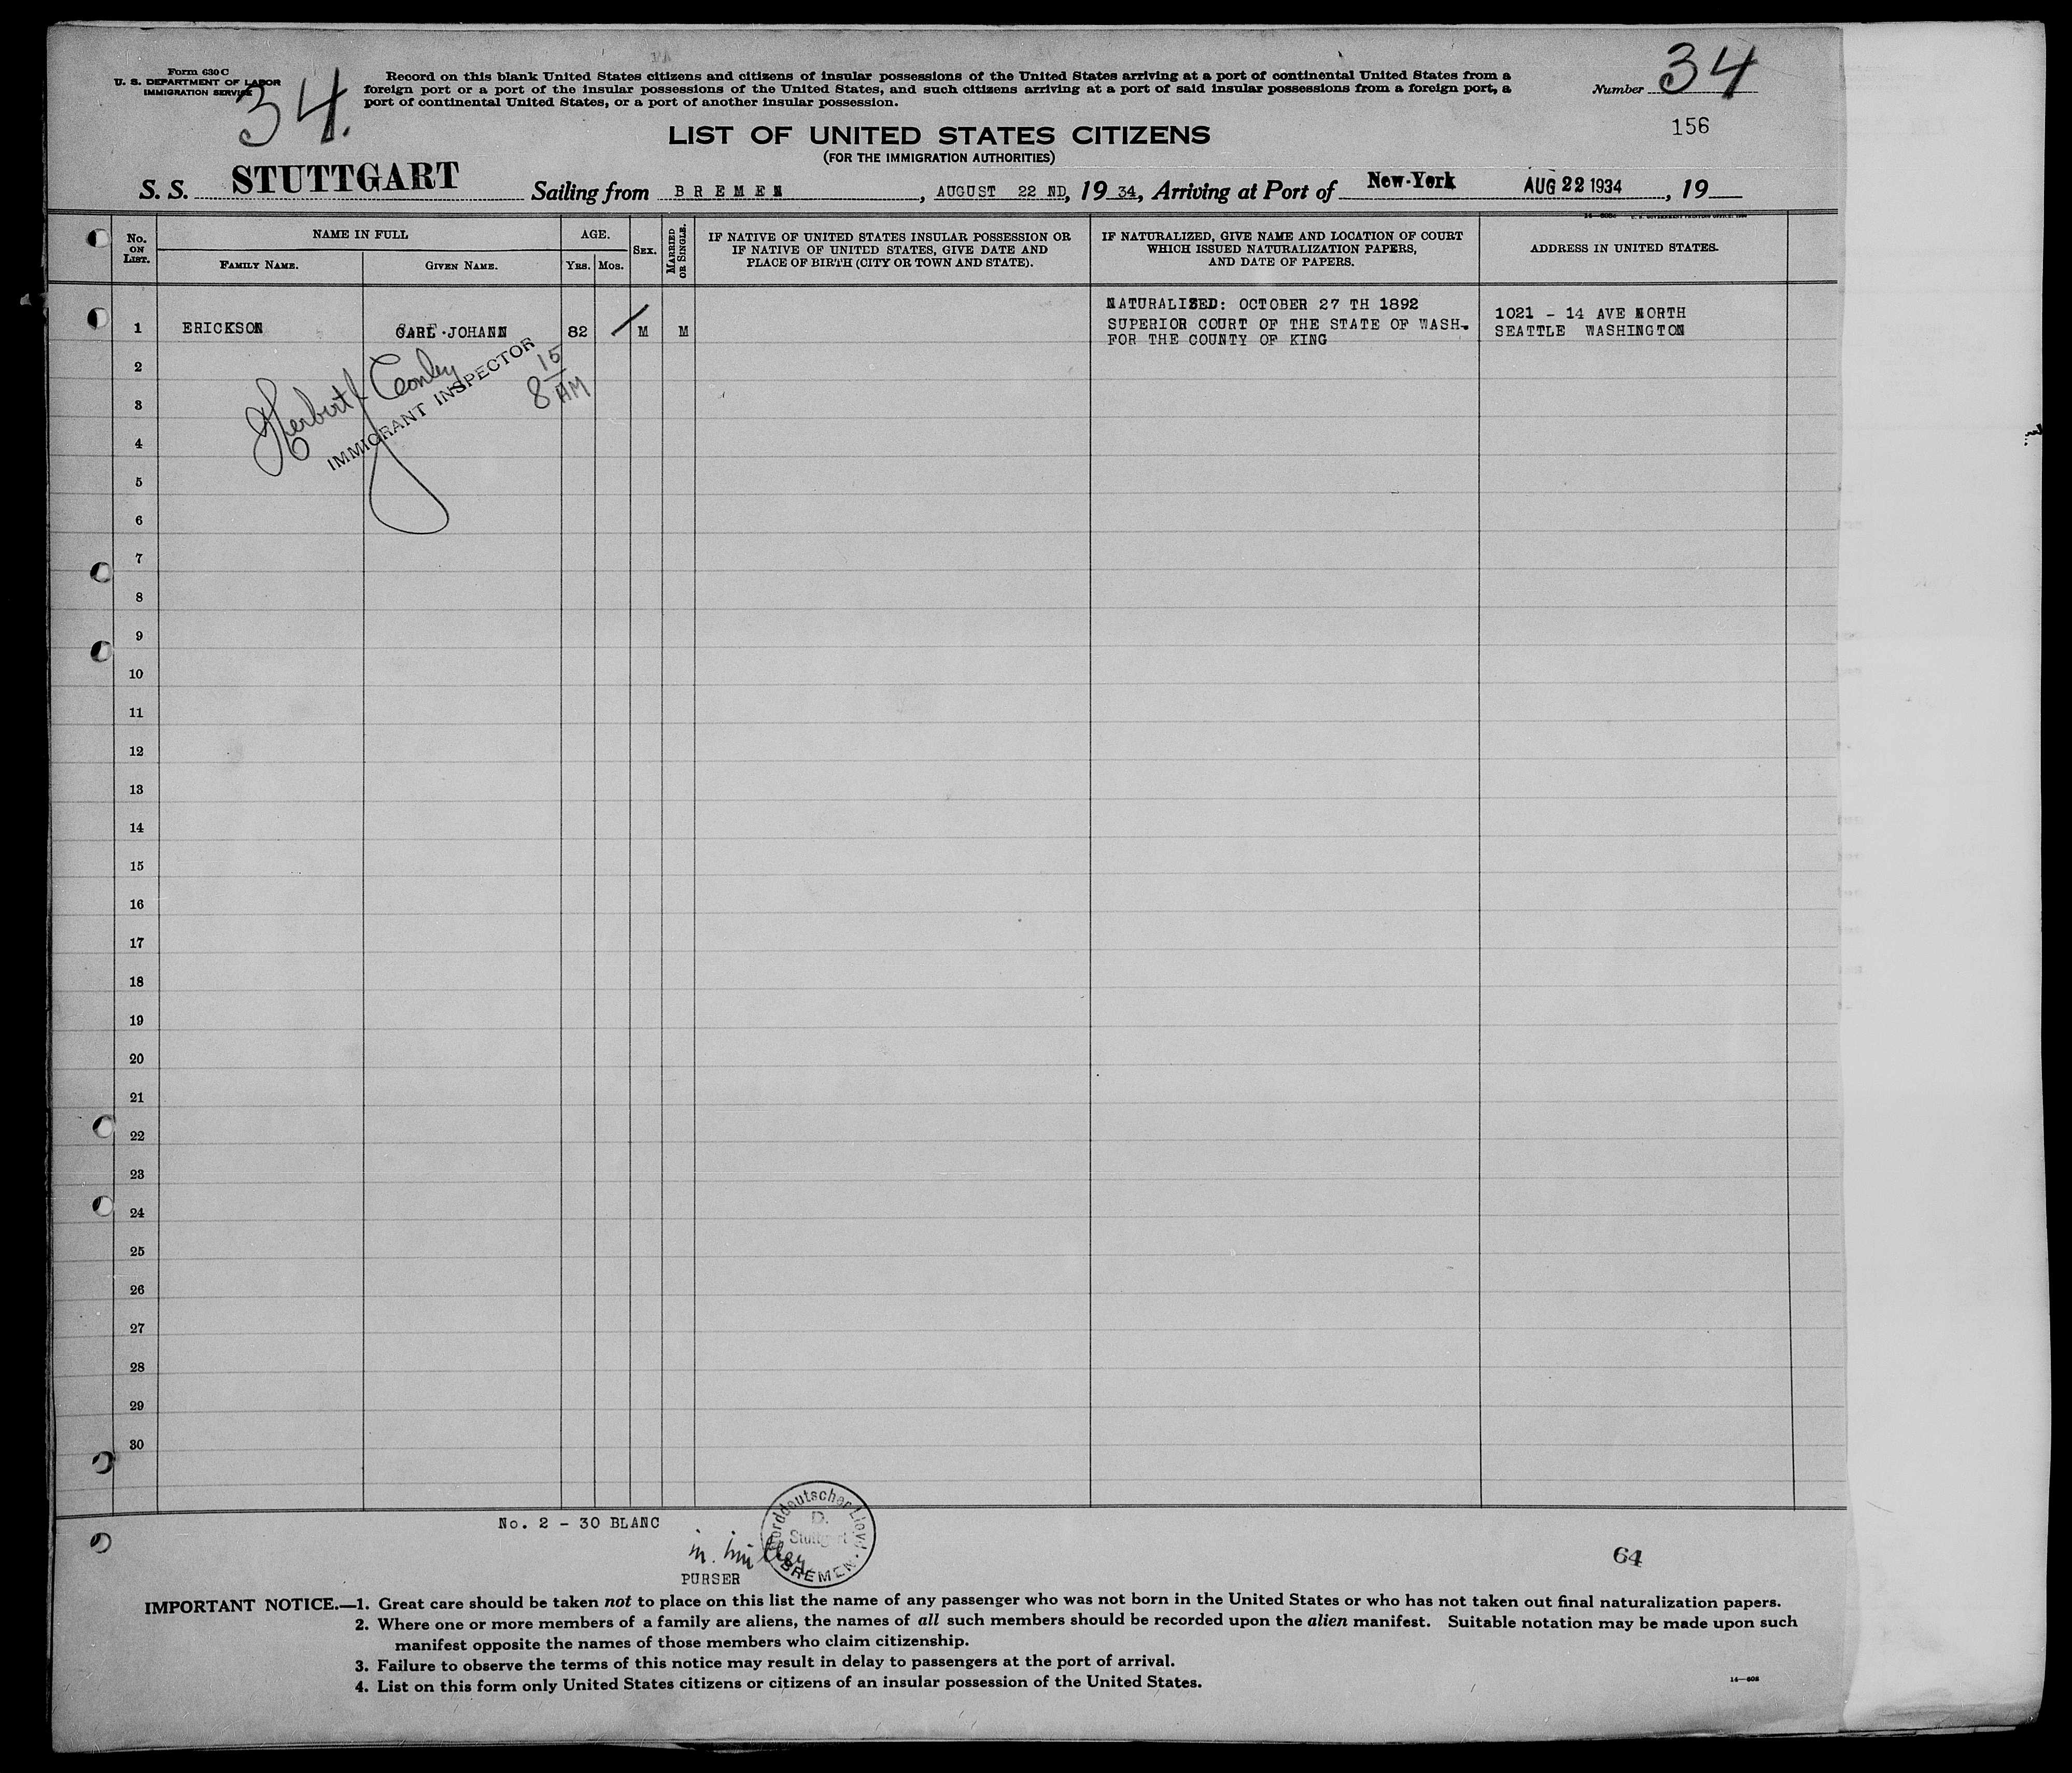 Form 630 C
U. S. DEPARTMENT OF LABOR
IMMIGRATION SERVICE
34.
Record on this blank United States citizens and citizens of insular possessions of the United States arriving at a port of continental United States from a
foreign port or a port of the insular possessions of the United States, and such citizens arriving at a port of said insular possessions from a foreign port, a
port of continental United States, or a port of another insular possession.
Number 34
156
LIST OF UNITED STATES CITIZENS
(FOR THE IMMIGRATION AUTHORITIES)
S. S. STUTTGART Sailing from BREMEN, AUGUST 22 ND, 19 34, Arriving at Port of New-York AUG 22 1934, 19
No. ON LIST.
NAME IN FULL
FAMILY NAME.
GIVEN NAME.
AGE.
YRS.
MOS.
SEX.
MARRIED OR SINGLE.
IF NATIVE OF UNITED STATES INSULAR POSSESSION OR
IF NATIVE OF UNITED STATES, GIVE DATE AND
PLACE OF BIRTH (CITY OR TOWN AND STATE).
IF NATURALIZED, GIVE NAME AND LOCATION OF COURT
WHICH ISSUED NATURALIZATION PAPERS,
AND DATE OF PAPERS.
ADDRESS IN UNITED STATES.
1 ERICKSON JOHANN 82 M M
NATURALISED: OCTOBER 27 TH 1892
SUPERIOR COURT OF THE STATE OF WASH-
FOR THE COUNTY OF KING
1021 - 14 AVE NORTH
SEATTLE WASHINGTON
Herbert J Conley
IMMIGRANT INSPECTOR
15
8 AM
2
3
4
5
6
7
8
9
10
11
12
13
14
15
16
17
18
19
20
21
22
23
24
25
26
27
28
29
30
No. 2 - 30 BLANC
PURSER
Norddeutscher Lloyd
D.
Stuttgart
BREMEN
64
IMPORTANT NOTICE.—1. Great care should be taken not to place on this list the name of any passenger who was not born in the United States or who has not taken out final naturalization papers.
2. Where one or more members of a family are aliens, the names of all such members should be recorded upon the alien manifest. Suitable notation may be made upon such
manifest opposite the names of those members who claim citizenship.
3. Failure to observe the terms of this notice may result in delay to passengers at the port of arrival.
4. List on this form only United States citizens or citizens of an insular possession of the United States.
14—608